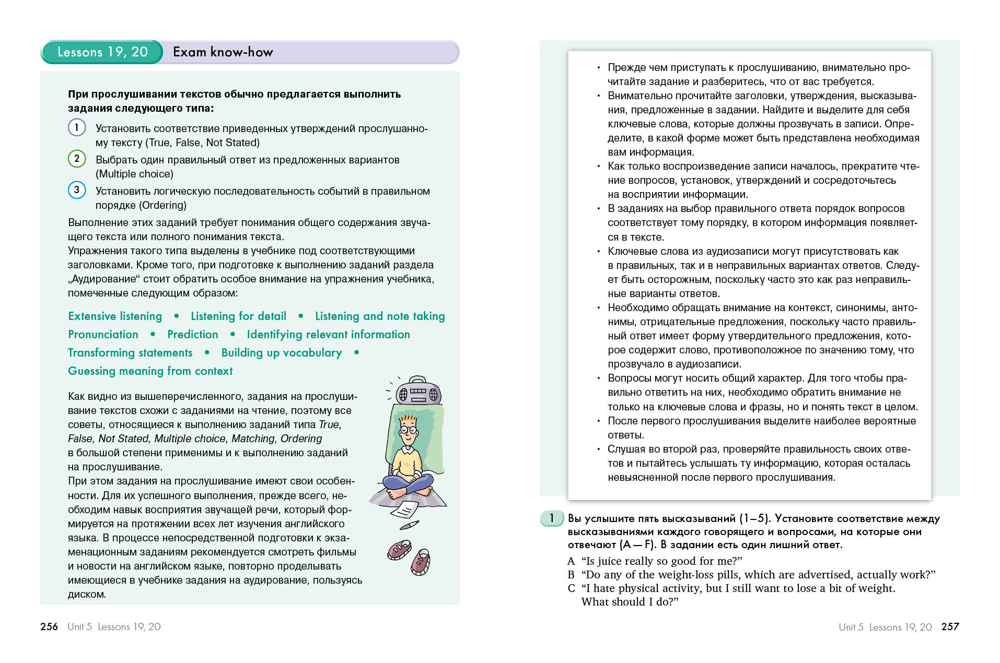 Lessons 19, 20 Exam know-how
При прослушивании текстов обычно предлагается выполнить
задания следующего типа:
1 Установить соответствие приведенных утверждений прослушанно-
му тексту (True, False, Not Stated)
2 Выбрать один правильный ответ из предложенных вариантов
(Multiple choice)
3 Установить логическую последовательность событий в правильном
порядке (Ordering)
Выполнение этих заданий требует понимания общего содержания звуча-
щего текста или полного понимания текста.
Упражнения такого типа выделены в учебнике под соответствующими
заголовками. Кроме того, при подготовке к выполнению заданий раздела
„Аудирование“ стоит обратить особое внимание на упражнения учебника,
помеченные следующим образом:
Extensive listening • Listening for detail • Listening and note taking
Pronunciation • Prediction • Identifying relevant information
Transforming statements • Building up vocabulary •
Guessing meaning from context
Как видно из вышеперечисленного, задания на прослуши-
вание текстов схожи с заданиями на чтение, поэтому все
советы, относящиеся к выполнению заданий типа True,
False, Not Stated, Multiple choice, Matching, Ordering
в большой степени применимы и к выполнению заданий
на прослушивание.
При этом задания на прослушивание имеют свои особен-
ности. Для их успешного выполнения, прежде всего, не-
обходим навык восприятия звучащей речи, который фор-
мируется на протяжении всех лет изучения английского
языка. В процессе непосредственной подготовки к экза-
менационным заданиям рекомендуется смотреть фильмы
и новости на английском языке, повторно проделывать
имеющиеся в учебнике задания на аудирование, пользуясь
диском.
256 Unit 5 Lessons 19, 20
• Прежде чем приступать к прослушиванию, внимательно про-
читайте задание и разберитесь, что от вас требуется.
• Внимательно прочитайте заголовки, утверждения, высказыва-
ния, предложенные в задании. Найдите и выделите для себя
ключевые слова, которые должны прозвучать в записи. Опре-
делите, в какой форме может быть представлена необходимая
вам информация.
• Как только воспроизведение записи началось, прекратите чте-
ние вопросов, установок, утверждений и сосредоточьтесь
на восприятии информации.
• В заданиях на выбор правильного ответа порядок вопросов
соответствует тому порядку, в котором информация появляет-
ся в тексте.
• Ключевые слова из аудиозаписи могут присутствовать как
в правильных, так и в неправильных вариантах ответов. Следу-
ет быть осторожным, поскольку часто это как раз неправиль-
ные варианты ответов.
• Необходимо обращать внимание на контекст, синонимы, анто-
нимы, отрицательные предложения, поскольку часто правиль-
ный ответ имеет форму утвердительного предложения, кото-
рое содержит слово, противоположное по значению тому, что
прозвучало в аудиозаписи.
• Вопросы могут носить общий характер. Для того чтобы пра-
вильно ответить на них, необходимо обратить внимание не
только на ключевые слова и фразы, но и понять текст в целом.
• После первого прослушивания выделите наиболее вероятные
ответы.
• Слушая во второй раз, проверяйте правильность своих отве-
тов и пытайтесь услышать ту информацию, которая осталась
невыясненной после первого прослушивания.
1 Вы услышите пять высказываний (1–5). Установите соответствие между
высказываниями каждого говорящего и вопросами, на которые они
отвечают (A — F). В задании есть один лишний ответ.
A “Is juice really so good for me?”
B “Do any of the weight-loss pills, which are advertised, actually work?”
C “I hate physical activity, but I still want to lose a bit of weight.
What should I do?”
Unit 5 Lessons 19, 20 257